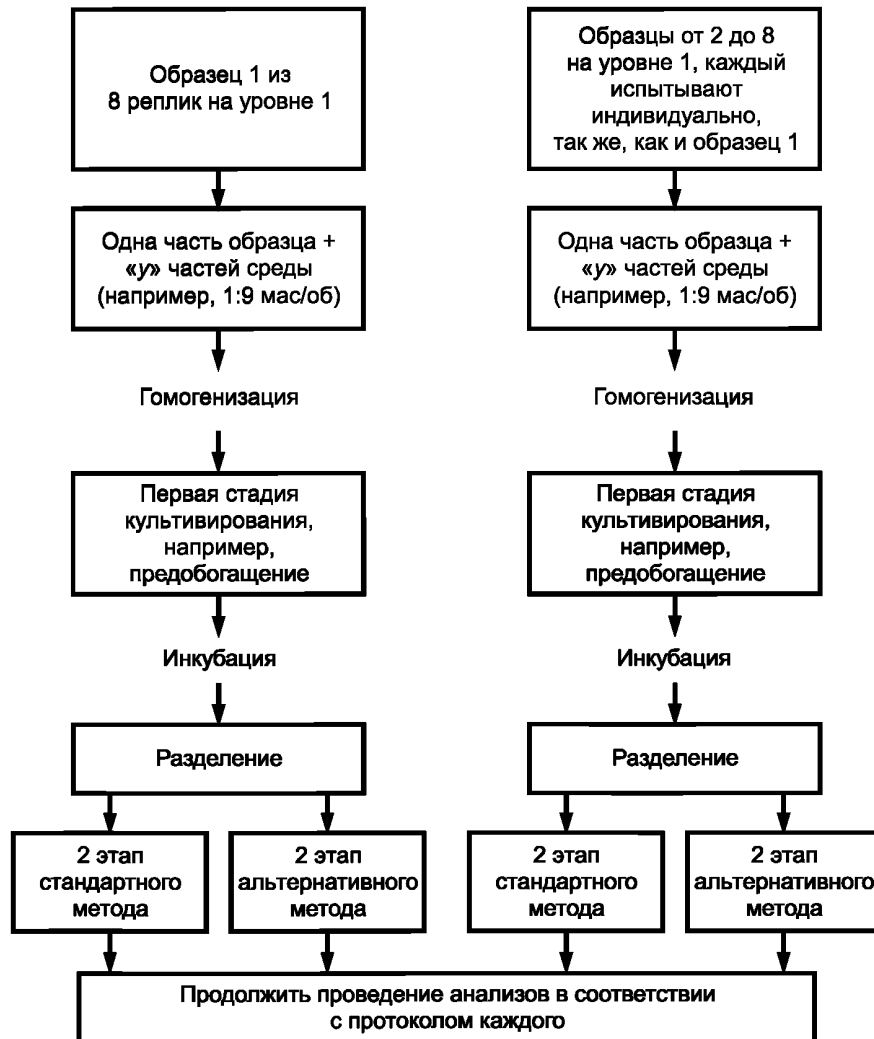 Образец 1 из
8 реплик на уровне 1
Одна часть образца +
«у» частей среды
(например, 1:9 мас/об)
Гомогенизация
Первая стадия
культивирования,
например,
предобогащение
Инкубация
Разделение
2 этап
стандартного
метода
2 этап
альтернативного
метода
Образцы от 2 до 8
на уровне 1, каждый
испытывают
индивидуально,
так же, как и образец 1
Одна часть образца +
«у» частей среды
(например, 1:9 мас/об)
Гомогенизация
Первая стадия
культивирования,
например,
предобогащение
Инкубация
Разделение
2 этап
стандартного
метода
2 этап
альтернативного
метода
Продолжить проведение анализов в соответствии
с протоколом каждого